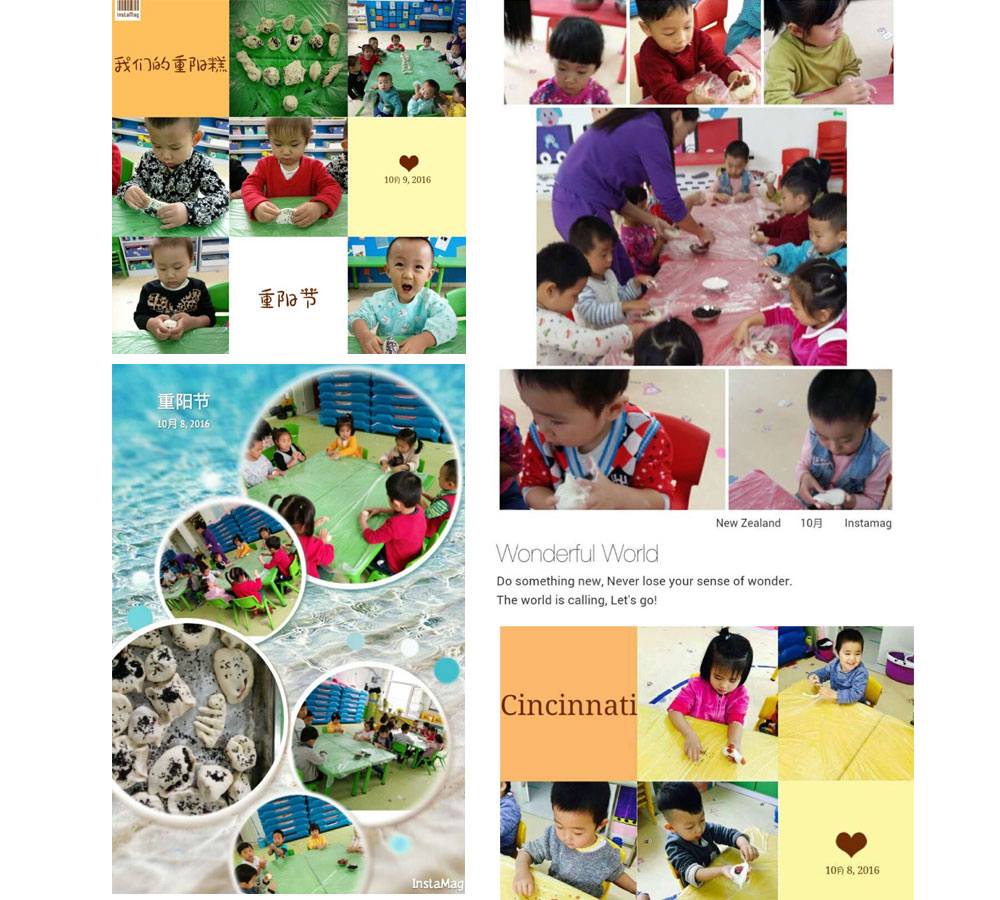 InstaMag
我们的重阳糕
10月 9, 2016
重阳节
重阳节
10月 8, 2016
InstaMag
New Zealand 10月 Instamag
Wonderful World
Do something new, Never lose your sense of wonder.
The world is calling, Let's go!
Cincinnati
10月 8, 2016